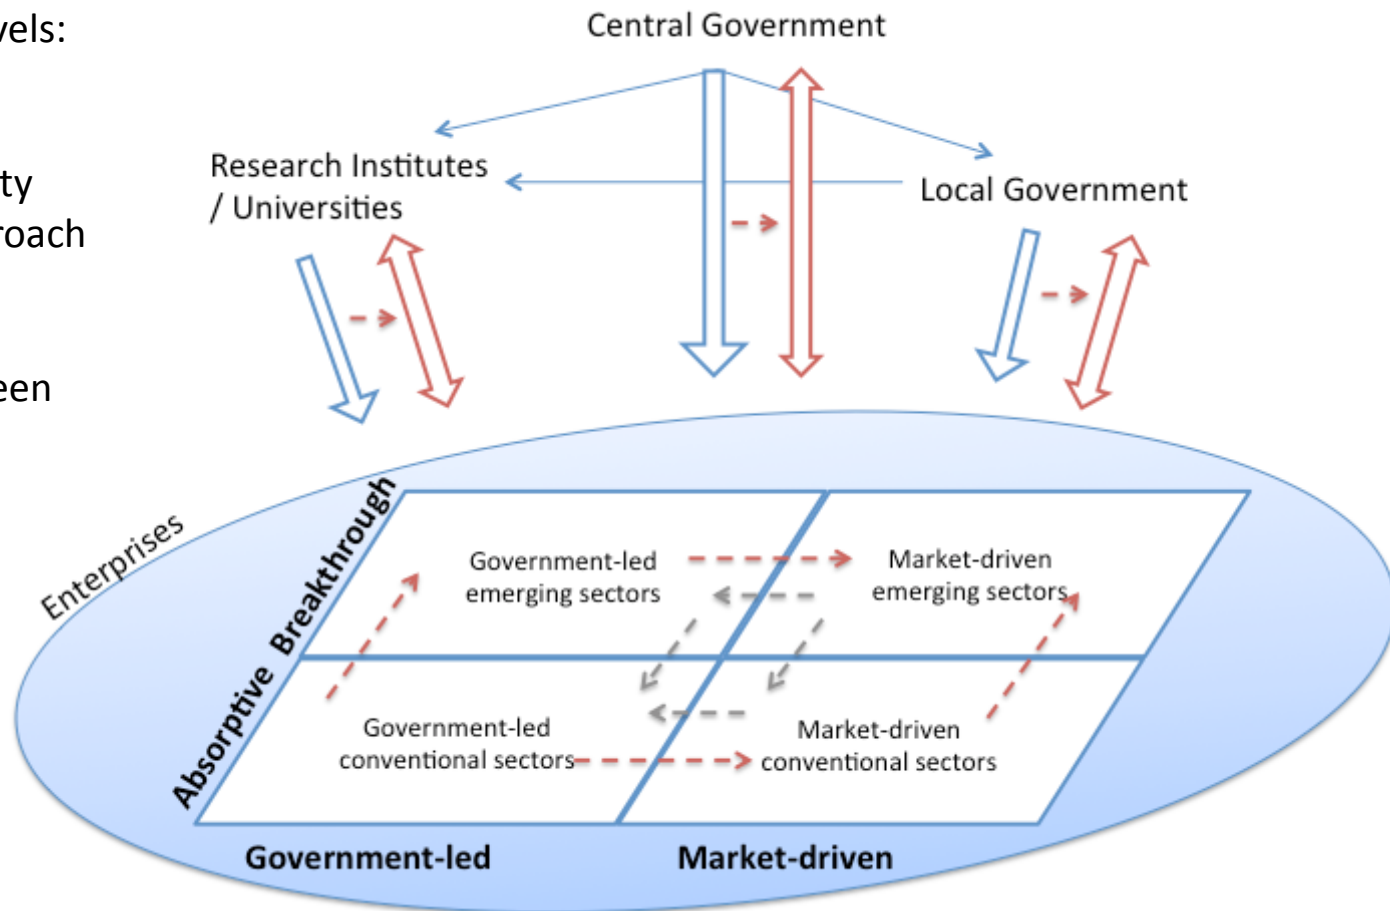 vels:
Central Government
ty
roach
Research Institutes
/ Universities
Local Government
een
Enterprises
Breakthrough
Absorptive
Government-led
emerging sectors
Market-driven
emerging sectors
Government-led
conventional sectors
Market-driven
conventional sectors
Government-led
Market-driven